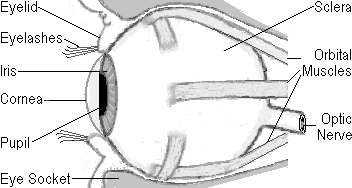 Eyelid
Eyelashes
Iris
Cornea
Pupil
Eye Socket
Sclera
Orbital
Muscles
Optic
Nerve